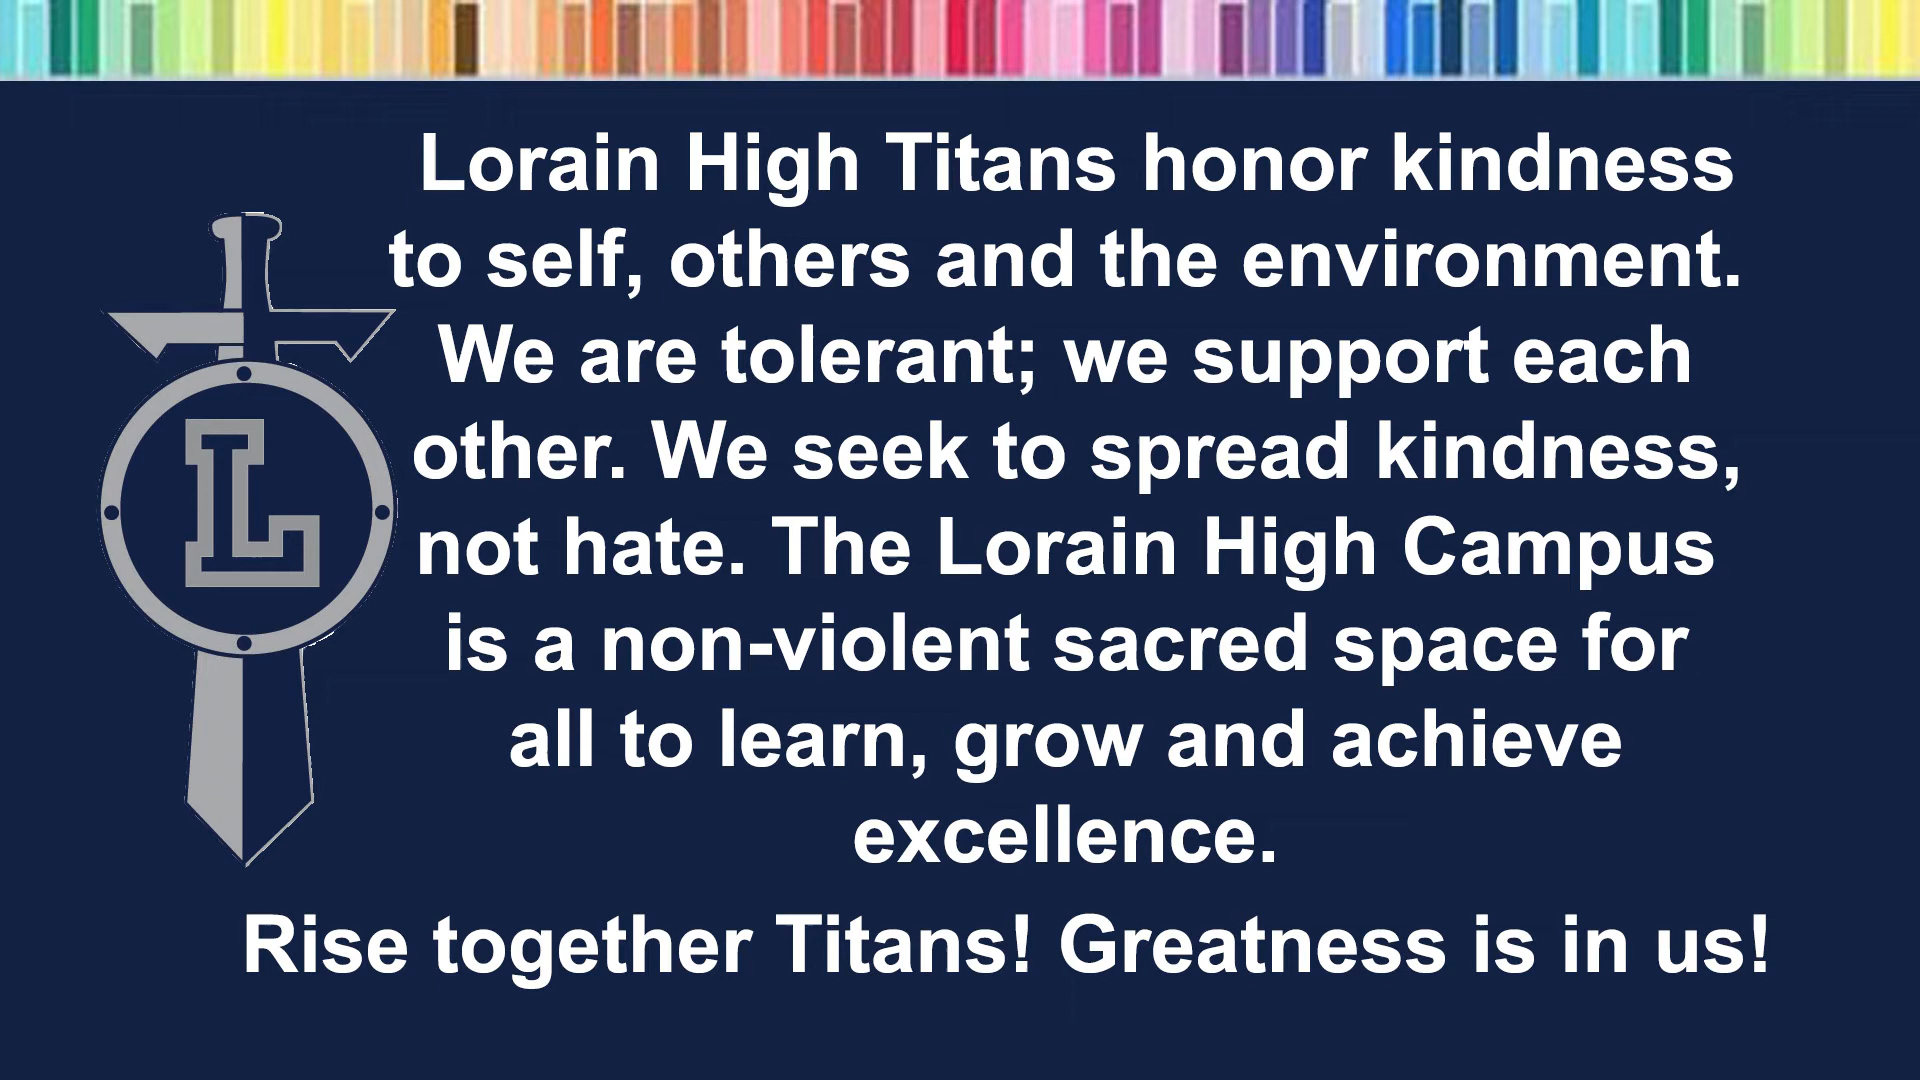 Lorain High Titans honor kindness
to self, others and the environment.
We are tolerant; we support each
other. We seek to spread kindness,
not hate. The Lorain High Campus
is a non-violent sacred space for
all to learn, grow and achieve
excellence.
Rise together Titans! Greatness is in us!
L